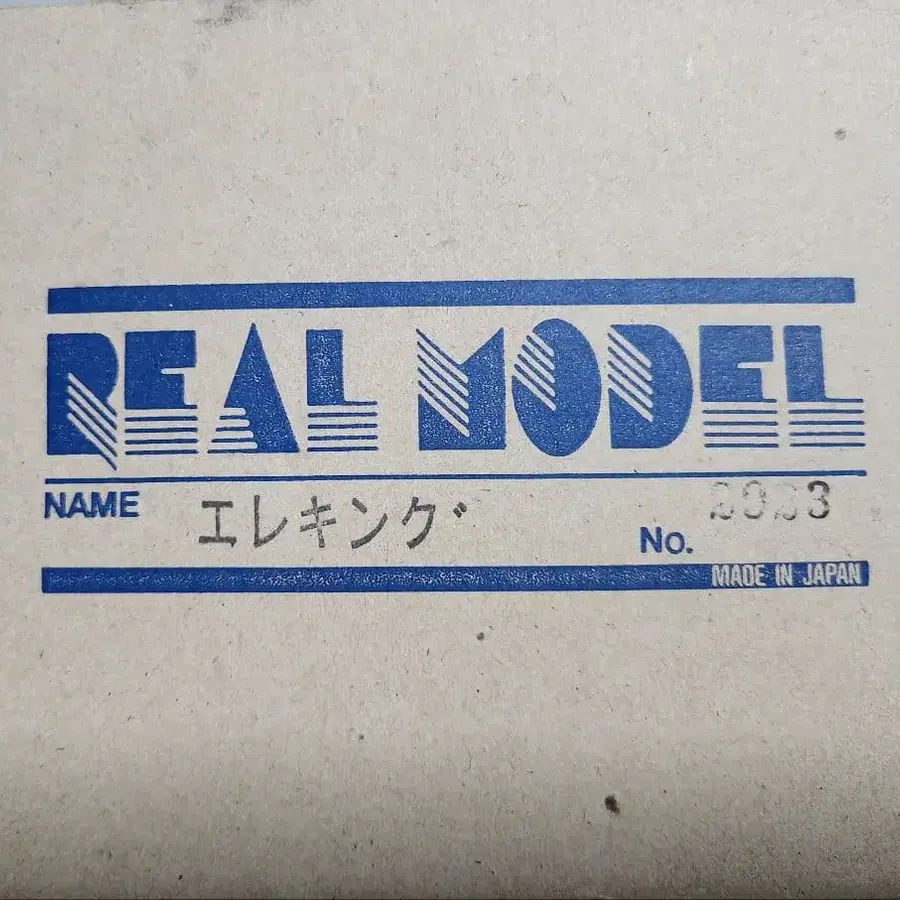 REAL MODEL
NAME エレキング
No.
MADE IN JAPAN